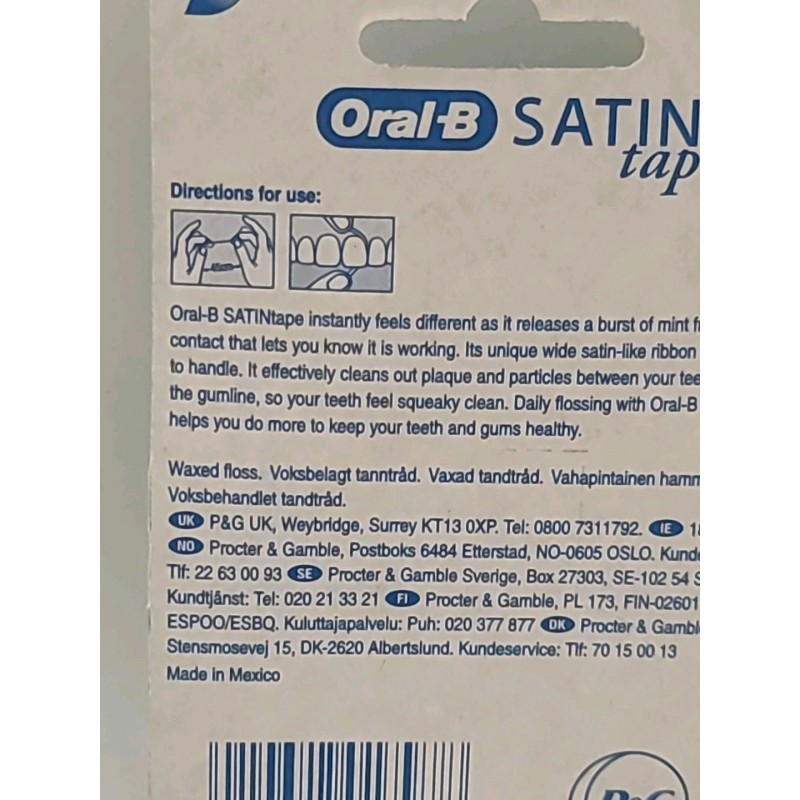 Oral-B SATIN
tap
Directions for use:
Oral-B SATINtape instantly feels different as it releases a burst of mint f
contact that lets you know it is working. Its unique wide satin-like ribbon
to handle. It effectively cleans out plaque and particles between your tee
the gumline, so your teeth feel squeaky clean. Daily flossing with Oral-B
helps you do more to keep your teeth and gums healthy.
Waxed floss. Voksbelagt tanntråd. Vaxad tandtråd. Vahapintainen hamm
Voksbehandlet tandtråd.
UK P&G UK, Weybridge, Surrey KT13 0XP. Tel: 0800 7311792. IE 1
NO Procter & Gamble, Postboks 6484 Etterstad, NO-0605 OSLO. Kund
Tlf: 22 63 00 93 SE Procter & Gamble Sverige, Box 27303, SE-102 54 S
Kundtjänst: Tel: 020 21 33 21 FI Procter & Gamble, PL 173, FIN-02601
ESPOO/ESBQ. Kuluttajapalvelu: Puh: 020 377 877 DK Procter & Gambl
Stensmosevej 15, DK-2620 Albertslund. Kundeservice: Tlf: 70 15 00 13
Made in Mexico
P&G